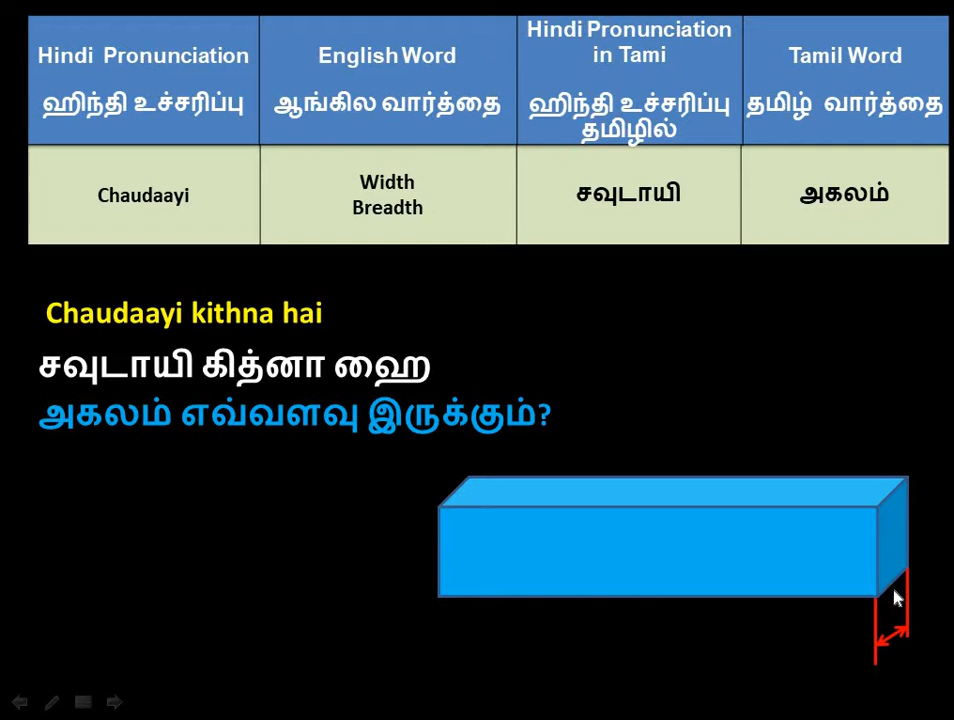 Hindi Pronunciation
ஹிந்தி உச்சரிப்பு
English Word
ஆங்கில வார்த்தை
Hindi Pronunciation
in Tami
ஹிந்தி உச்சரிப்பு
தமிழில்
Tamil Word
தமிழ் வார்த்தை
Chaudaayi
Width
Breadth
சவுடாயி
அகலம்
Chaudaayi kithna hai
சவுடாயி கித்னா ஹை
அகலம் எவ்வளவு இருக்கும்?